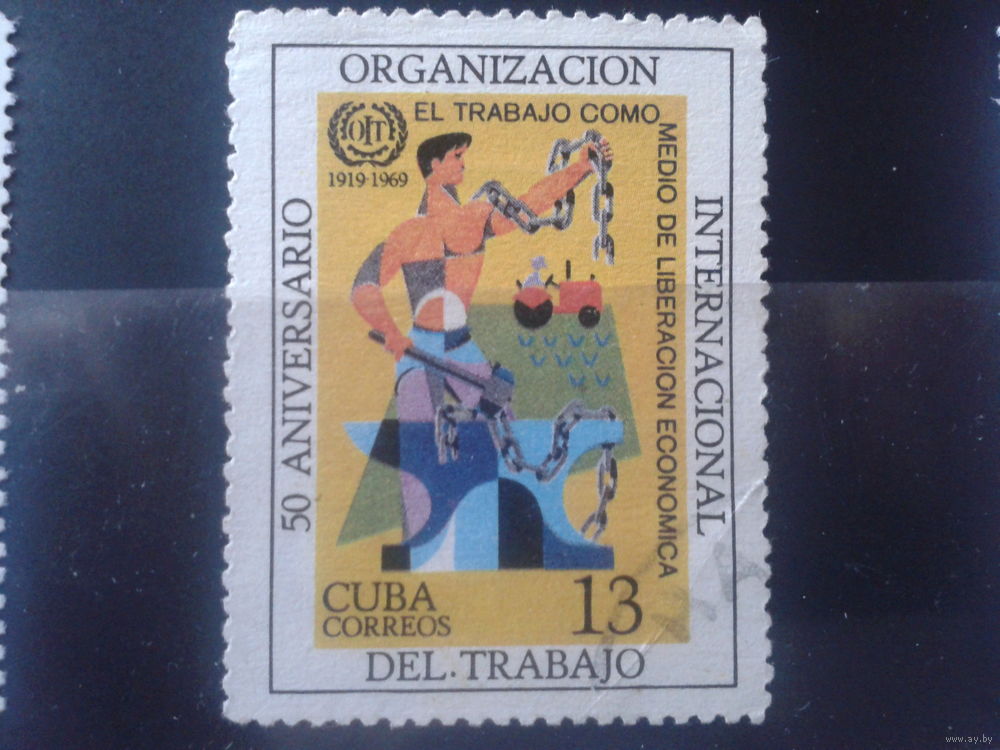 ORGANIZACION
EL TRABAJO COMO
MEDIO DE LIBERACION ECONOMICA
OIT
1919-1969
50 ANIVERSARIO
INTERNACIONAL
CUBA
CORREOS
13
DEL. TRABAJO
www.ay.by